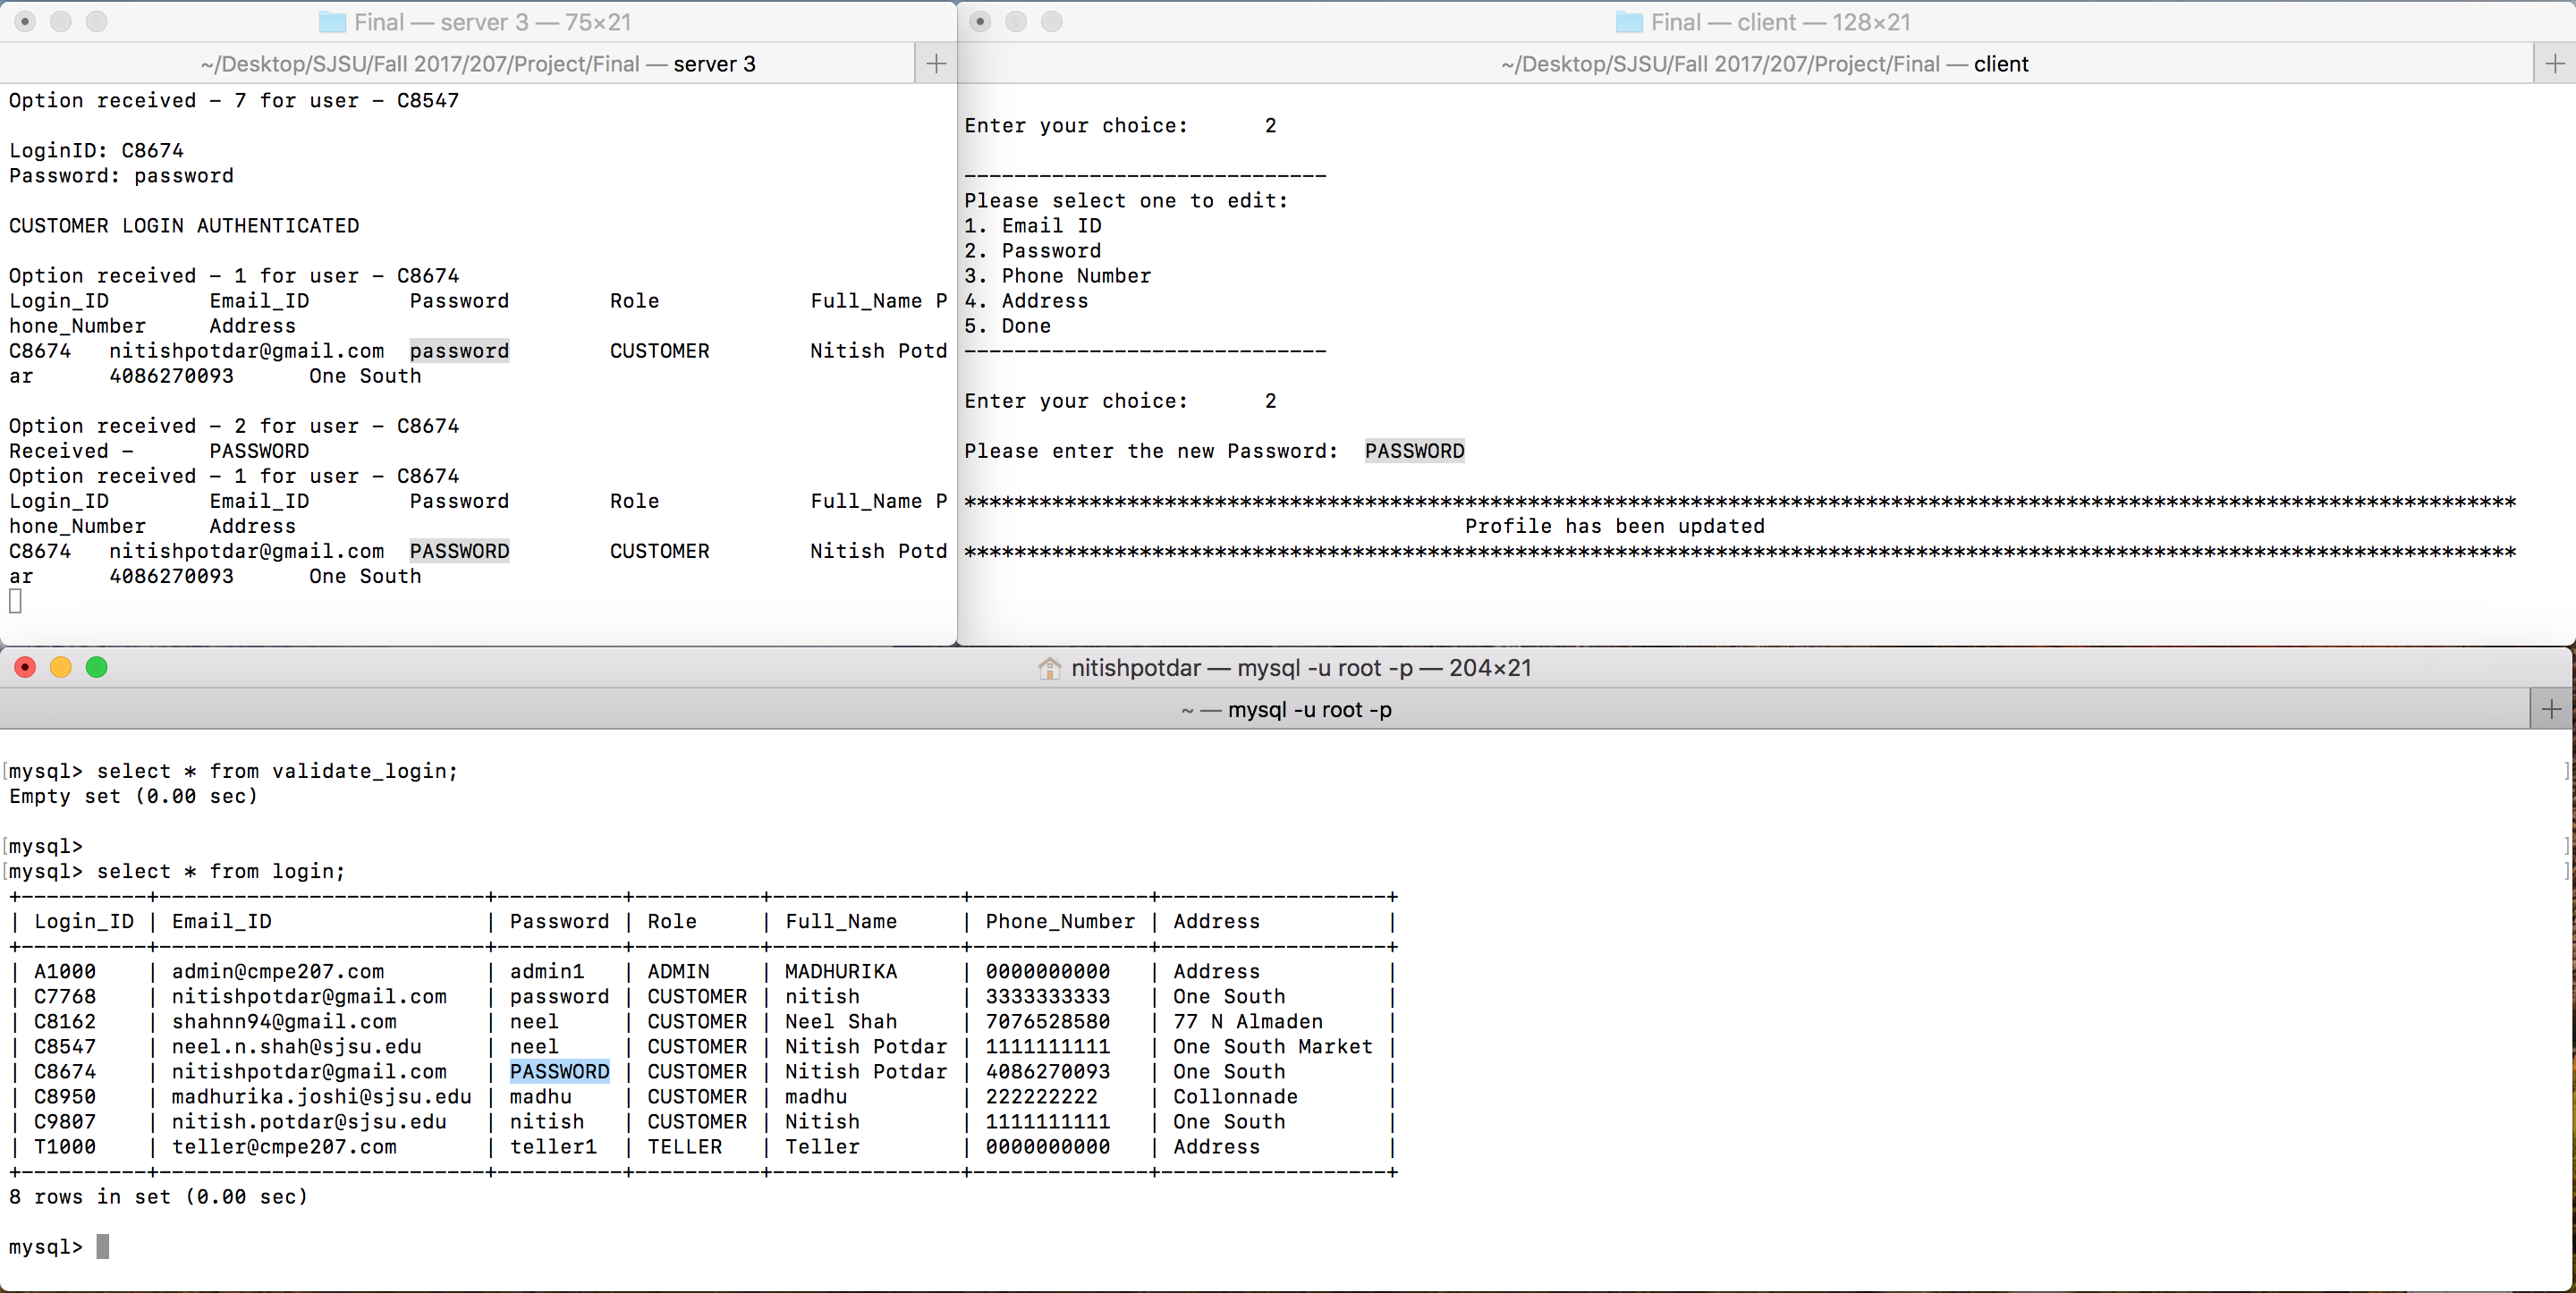 Final — server 3 — 75×21
~/Desktop/SJSU/Fall 2017/207/Project/Final — server 3
Option received – 7 for user – C8547
LoginID: C8674
Password: password
CUSTOMER LOGIN AUTHENTICATED
Option received – 1 for user – C8674
Login_ID Email_ID Password Role Full_Name P
hone_Number Address
C8674 nitishpotdar@gmail.com password CUSTOMER Nitish Potd
ar 4086270093 One South
Option received – 2 for user – C8674
Received – PASSWORD
Option received – 1 for user – C8674
Login_ID Email_ID Password Role Full_Name P
hone_Number Address
C8674 nitishpotdar@gmail.com PASSWORD CUSTOMER Nitish Potd
ar 4086270093 One South
Final — client — 128×21
~/Desktop/SJSU/Fall 2017/207/Project/Final — client
Enter your choice: 2
-----------------------------
Please select one to edit:
1. Email ID
2. Password
3. Phone Number
4. Address
5. Done
-----------------------------
Enter your choice: 2
Please enter the new Password: PASSWORD
****************************************************************************************************************************
Profile has been updated
****************************************************************************************************************************
nitishpotdar — mysql -u root -p — 204×21
~ — mysql -u root -p
[mysql> select * from validate_login; ]
Empty set (0.00 sec)
[mysql> ]
[mysql> select * from login; ]
+----------+--------------------------+----------+----------+---------------+--------------+------------------+
| Login_ID | Email_ID | Password | Role | Full_Name | Phone_Number | Address |
+----------+--------------------------+----------+----------+---------------+--------------+------------------+
| A1000 | admin@cmpe207.com | admin1 | ADMIN | MADHURIKA | 0000000000 | Address |
| C7768 | nitishpotdar@gmail.com | password | CUSTOMER | nitish | 3333333333 | One South |
| C8162 | shahnn94@gmail.com | neel | CUSTOMER | Neel Shah | 7076528580 | 77 N Almaden |
| C8547 | neel.n.shah@sjsu.edu | neel | CUSTOMER | Nitish Potdar | 1111111111 | One South Market |
| C8674 | nitishpotdar@gmail.com | PASSWORD | CUSTOMER | Nitish Potdar | 4086270093 | One South |
| C8950 | madhurika.joshi@sjsu.edu | madhu | CUSTOMER | madhu | 222222222 | Collonnade |
| C9807 | nitish.potdar@sjsu.edu | nitish | CUSTOMER | Nitish | 1111111111 | One South |
| T1000 | teller@cmpe207.com | teller1 | TELLER | Teller | 0000000000 | Address |
+----------+--------------------------+----------+----------+---------------+--------------+------------------+
8 rows in set (0.00 sec)
mysql>